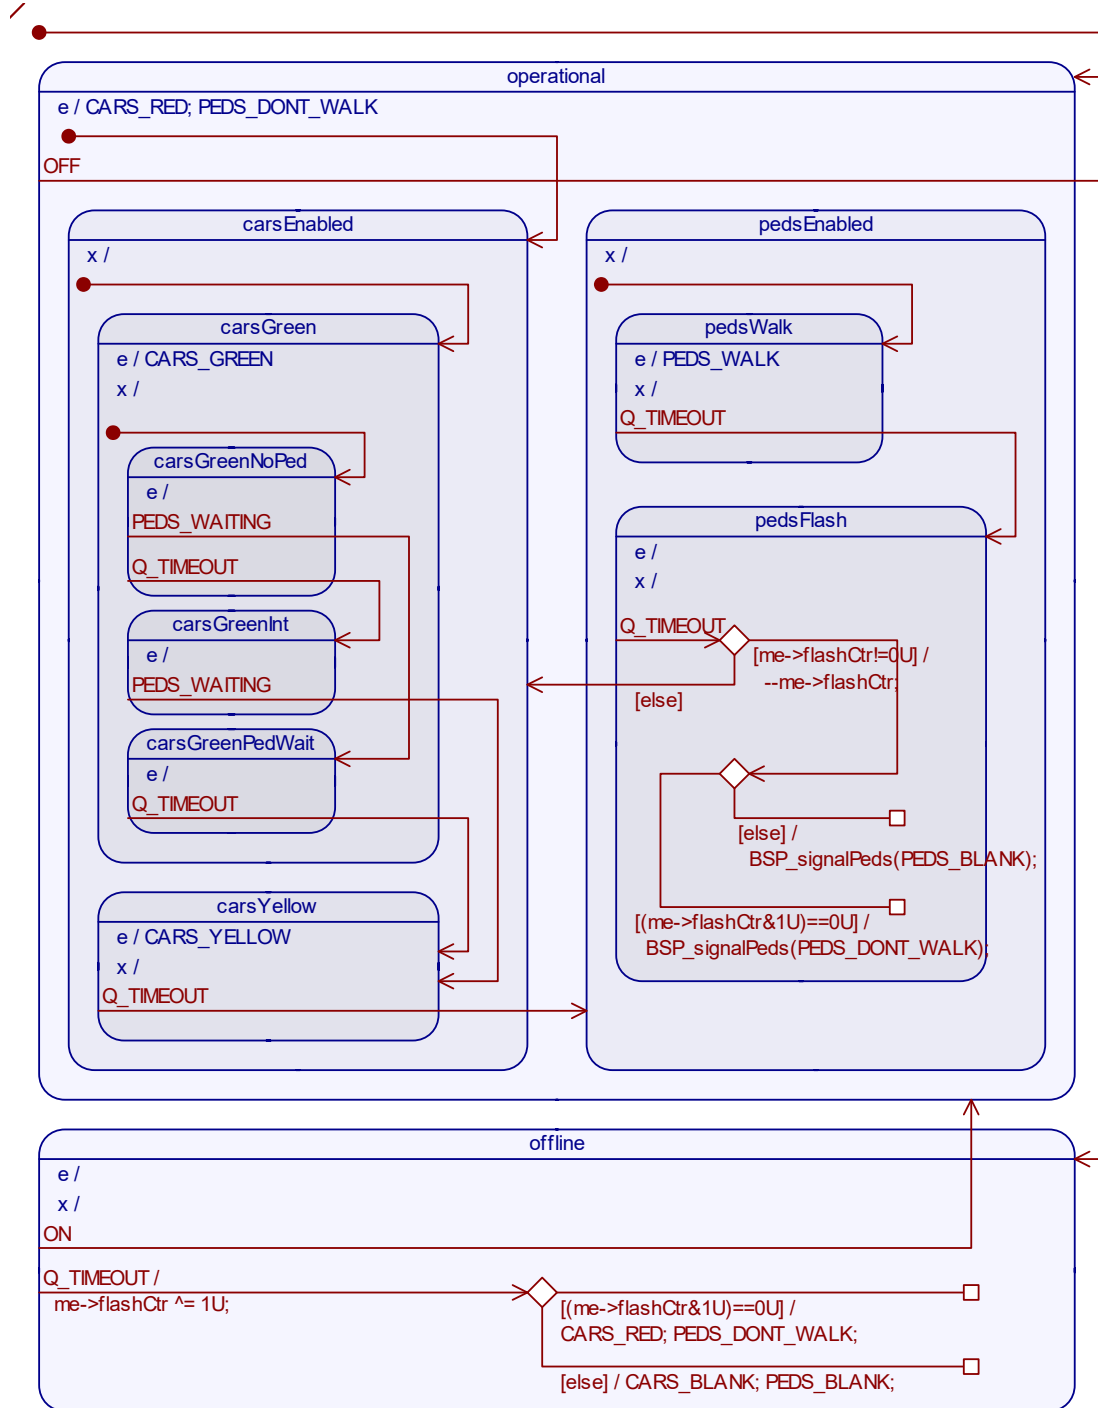 operational
e / CARS_RED; PEDS_DONT_WALK
OFF
carsEnabled
x /
carsGreen
e / CARS_GREEN
x /
carsGreenNoPed
e /
PEDS_WAITING
Q_TIMEOUT
carsGreenInt
e /
PEDS_WAITING
carsGreenPedWait
e /
Q_TIMEOUT
carsYellow
e / CARS_YELLOW
x /
Q_TIMEOUT
pedsEnabled
x /
pedsWalk
e / PEDS_WALK
x /
Q_TIMEOUT
pedsFlash
e /
x /
Q_TIMEOUT
[me->flashCtr!=0U] /
--me->flashCtr;
[else]
[else] /
BSP_signalPeds(PEDS_BLANK);
[(me->flashCtr&1U)==0U] /
BSP_signalPeds(PEDS_DONT_WALK);
offline
e /
x /
ON
Q_TIMEOUT /
me->flashCtr ^= 1U;
[(me->flashCtr&1U)==0U] /
CARS_RED; PEDS_DONT_WALK;
[else] / CARS_BLANK; PEDS_BLANK;